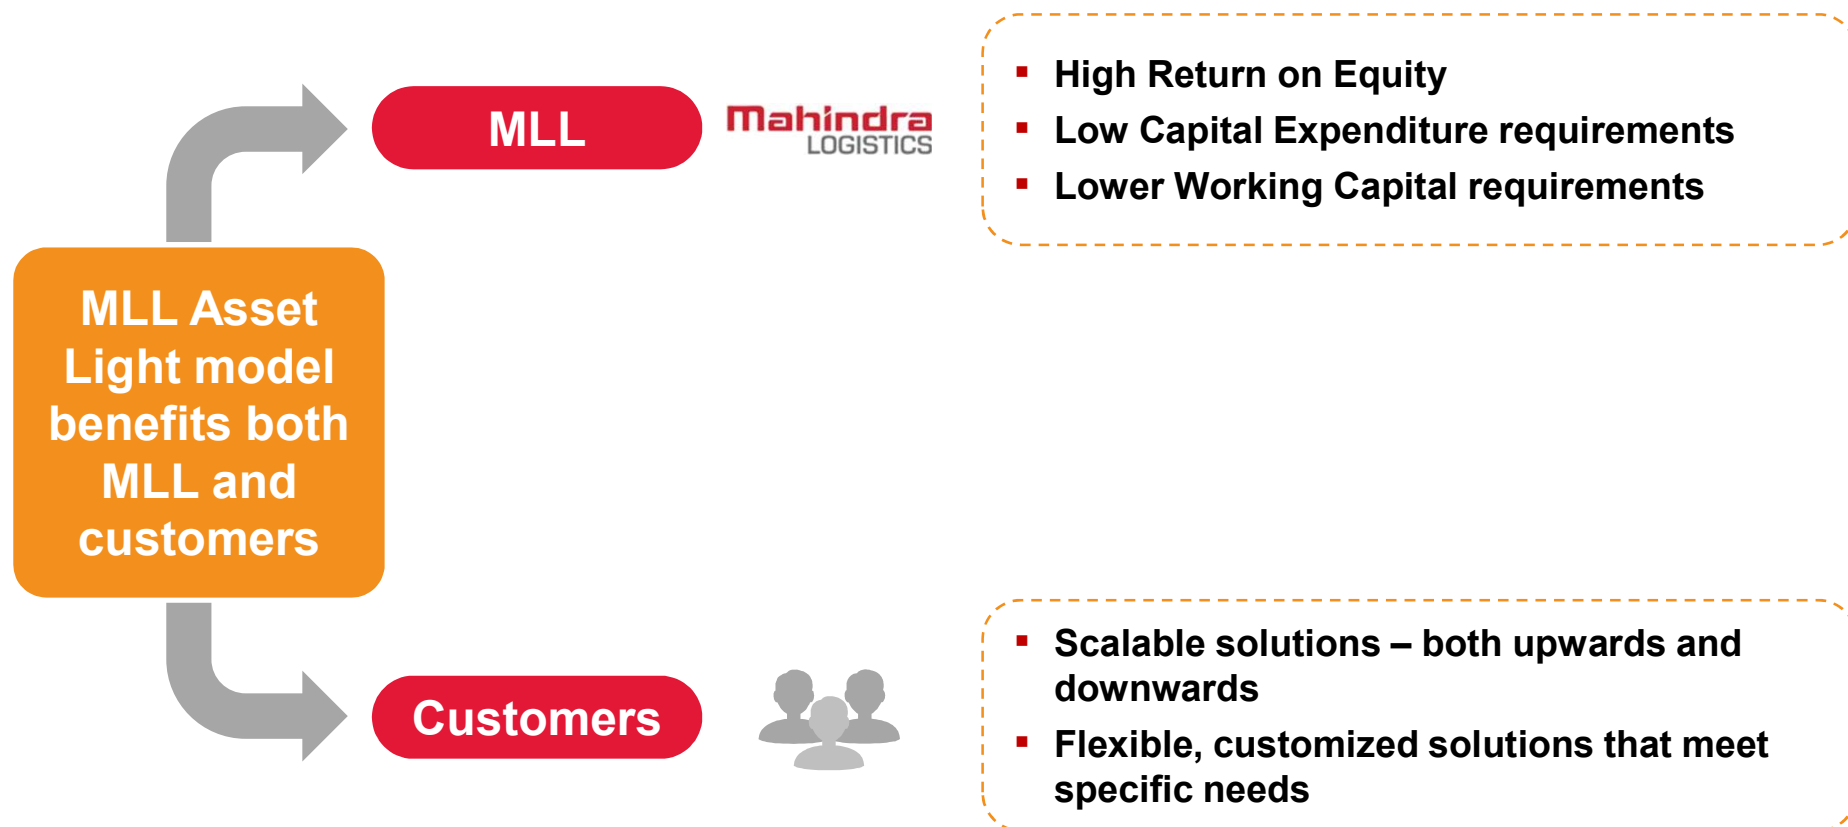 MLL
Mahindra
LOGISTICS
▪ High Return on Equity
▪ Low Capital Expenditure requirements
▪ Lower Working Capital requirements
MLL Asset
Light model
benefits both
MLL and
customers
Customers
▪ Scalable solutions – both upwards and
downwards
▪ Flexible, customized solutions that meet
specific needs